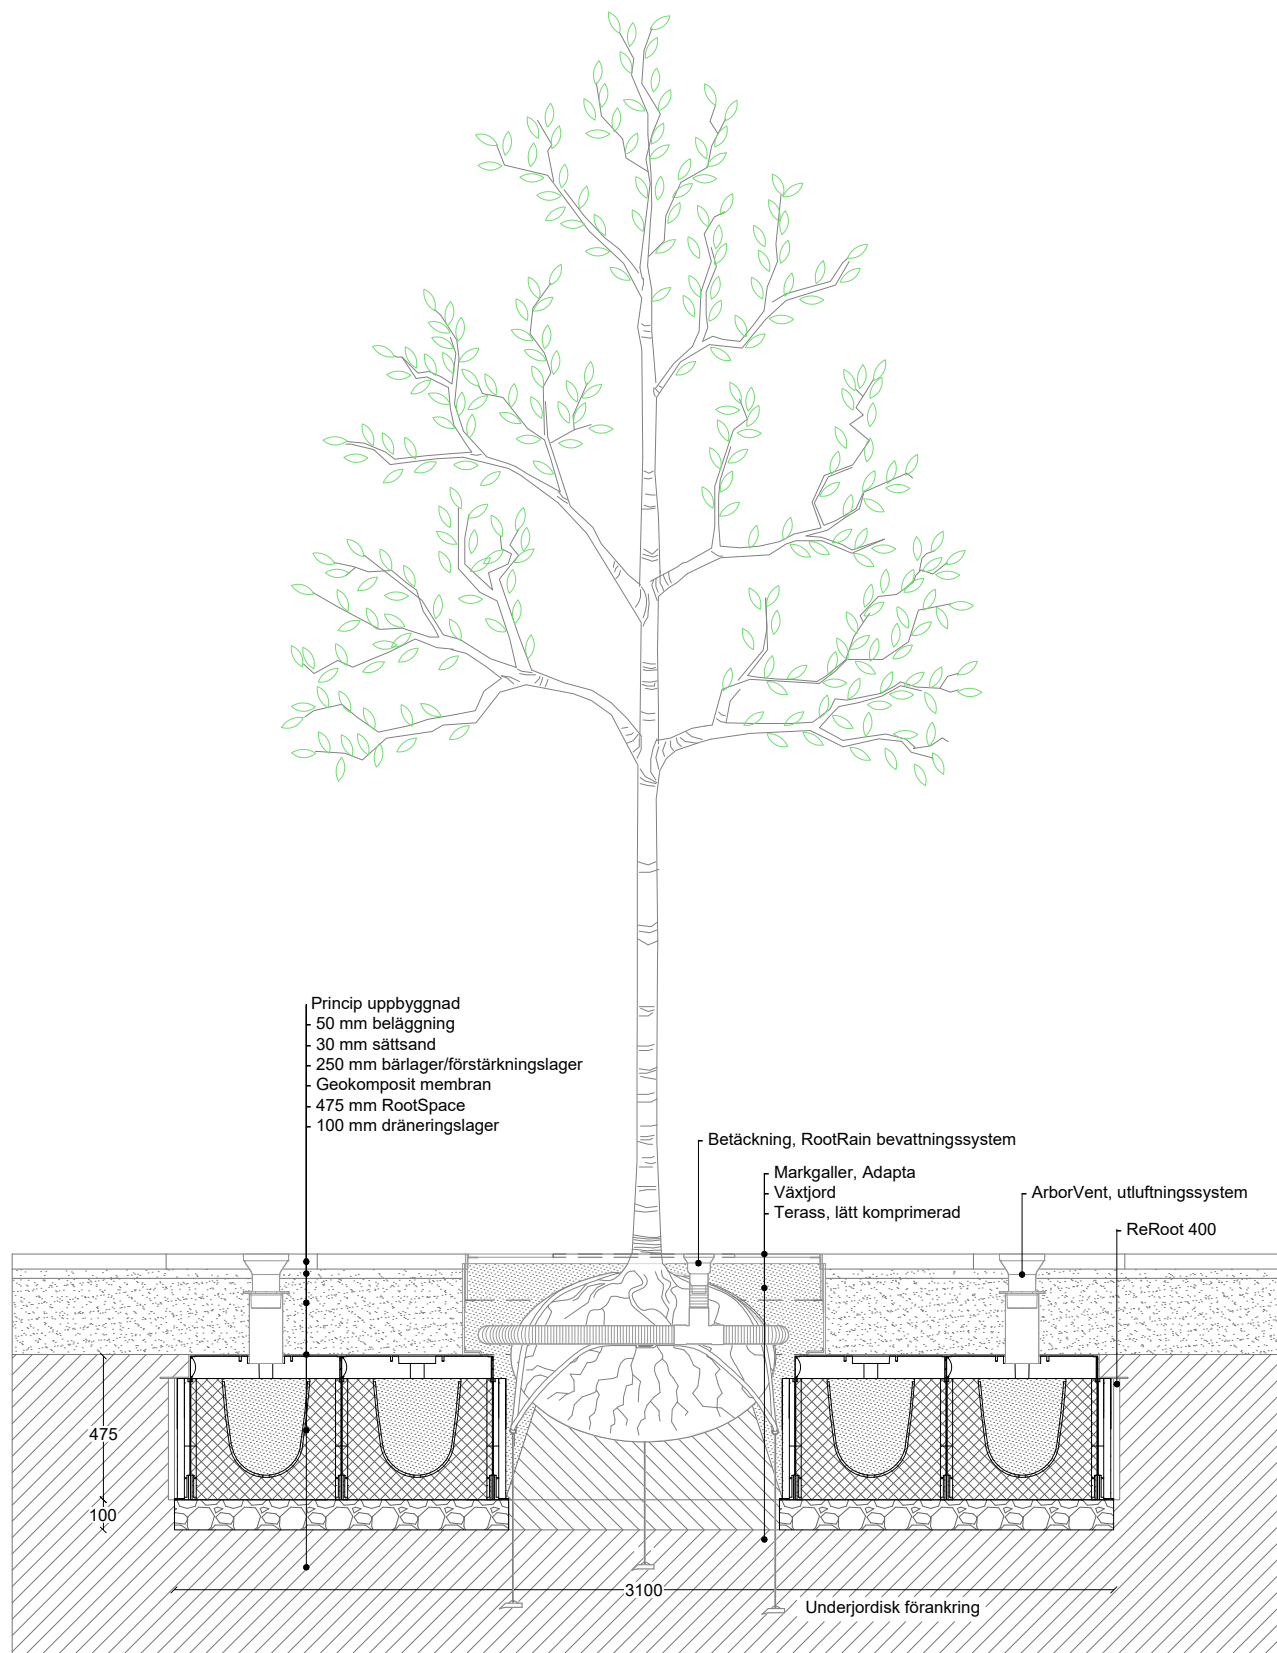 Princip uppbyggnad
50 mm beläggning
30 mm sättsand
250 mm bärlager/förstärkningslager
Geokomposit membran
475 mm RootSpace
100 mm dräneringslager
Betäckning, RootRain bevattningssystem
Markgaller, Adapta
Växtjord
Terass, lätt komprimerad
ArborVent, utluftningssystem
ReRoot 400
475
100
3100
Underjordisk förankring